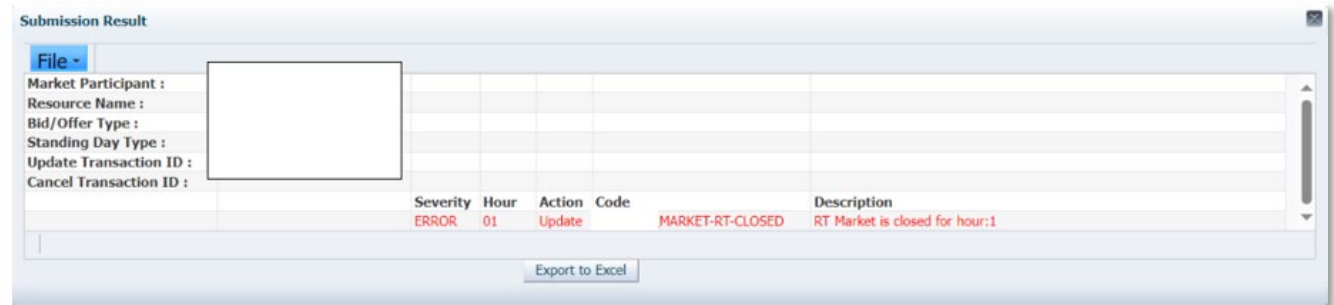 Submission Result
File
Market Participant :
Resource Name :
Bid/Offer Type :
Standing Day Type :
Update Transaction ID :
Cancel Transaction ID :
Severity Hour Action Code Description
ERROR 01 Update MARKET-RT-CLOSED RT Market is closed for hour:1
Export to Excel